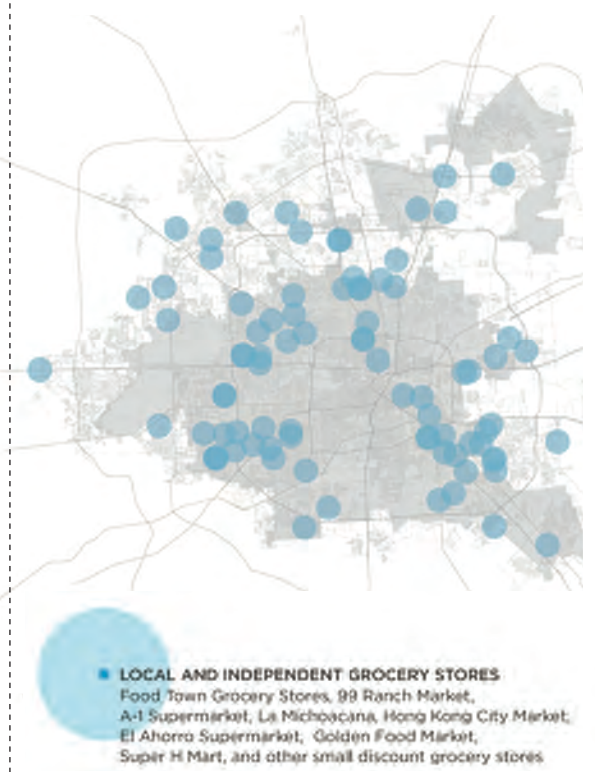 LOCAL AND INDEPENDENT GROCERY STORES
Food Town Grocery Stores, 99 Ranch Market,
A-1 Supermarket, La Michoacana, Hong Kong City Market,
El Ahorro Supermarket, Golden Food Market,
Super H Mart, and other small discount grocery stores